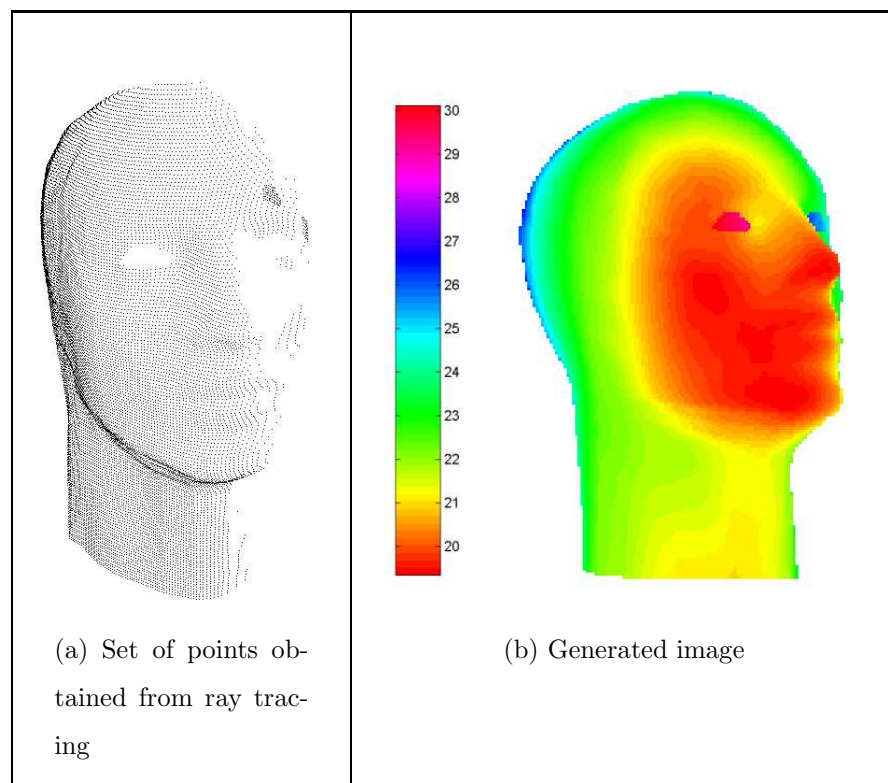 30
29
28
27
26
25
24
23
22
21
20
(a) Set of points ob-
tained from ray trac-
ing
(b) Generated image